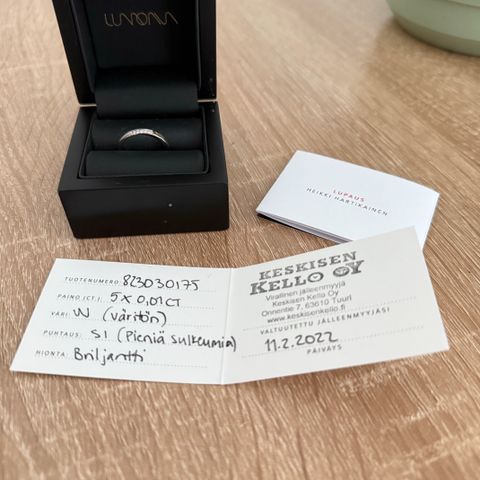 LUMOAVA
LUPAUS
HEIKKI HARTIKAINEN
TUOTENUMERO: 823030175
PAINO (CT.): 5 x 0,01 CT
VÄRI: W (väritön)
PUHTAUS: SI (Pieniä sulkeumia)
HIONTA: Briljantti
KESKISEN
KELLO OY
Virallinen jälleenmyyjä
Keskisen Kello Oy
Onnentie 7, 63610 Tuuri
www.keskisenkello.fi
VALTUUTETTU JÄLLEENMYYJÄSI
11.2.2022
PÄIVÄYS